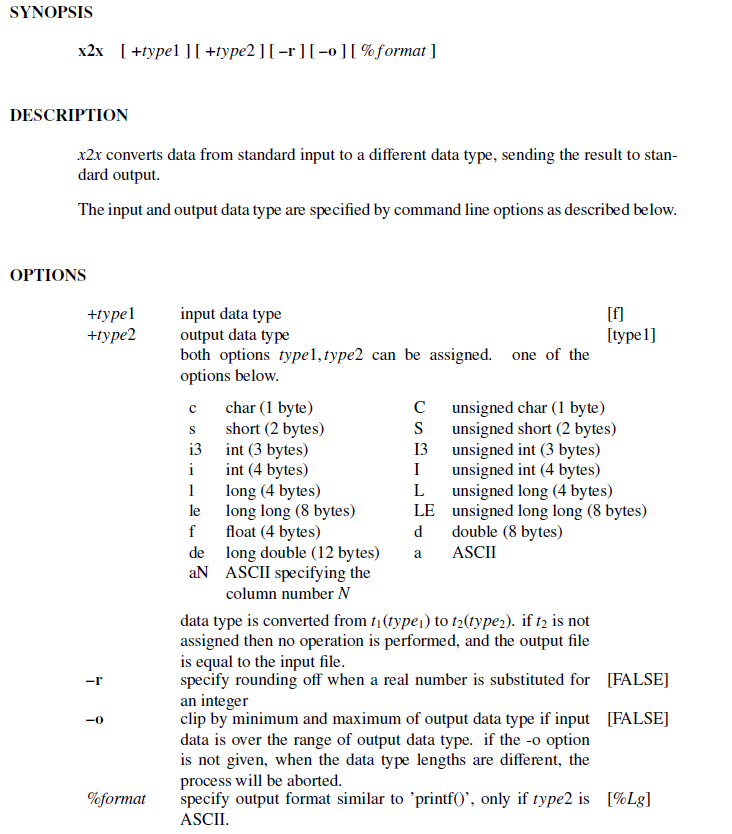 SYNOPSIS
x2x [ +type1 ] [ +type2 ] [ –r ] [ –o ] [ %format ]
DESCRIPTION
x2x converts data from standard input to a different data type, sending the result to stan-
dard output.
The input and output data type are specified by command line options as described below.
OPTIONS
+type1 input data type [f]
+type2 output data type [type1]
both options type1, type2 can be assigned. one of the
options below.
c char (1 byte) C unsigned char (1 byte)
s short (2 bytes) S unsigned short (2 bytes)
i3 int (3 bytes) I3 unsigned int (3 bytes)
i int (4 bytes) I unsigned int (4 bytes)
l long (4 bytes) L unsigned long (4 bytes)
le long long (8 bytes) LE unsigned long long (8 bytes)
f float (4 bytes) d double (8 bytes)
de long double (12 bytes) a ASCII
aN ASCII specifying the
column number N
data type is converted from t₁(type₁) to t₂(type₂). if t₂ is not
assigned then no operation is performed, and the output file
is equal to the input file.
–r specify rounding off when a real number is substituted for [FALSE]
an integer
–o clip by minimum and maximum of output data type if input [FALSE]
data is over the range of output data type. if the -o option
is not given, when the data type lengths are different, the
process will be aborted.
%format specify output format similar to ’printf()’, only if type2 is [%Lg]
ASCII.